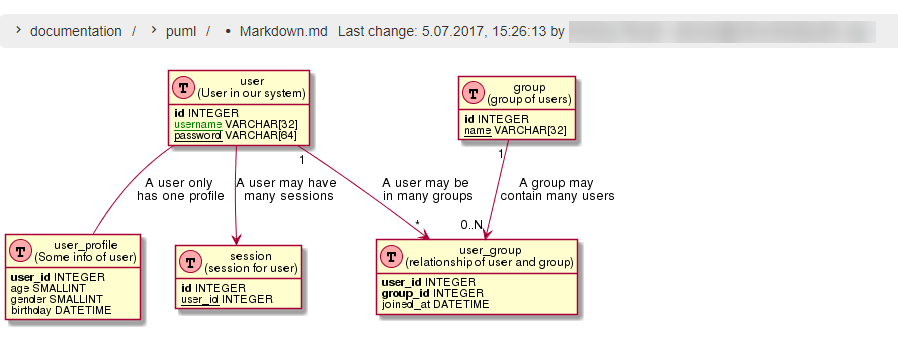 documentation / puml / • Markdown.md Last change: 5.07.2017, 15:26:13 by
T user
(User in our system)
id INTEGER
username VARCHAR[32]
password VARCHAR[64]
T group
(group of users)
id INTEGER
name VARCHAR[32]
1
1
A user only
has one profile
A user may have
many sessions
A user may be
in many groups
A group may
contain many users
*
0..N
T user_profile
(Some info of user)
user_id INTEGER
age SMALLINT
gender SMALLINT
birthday DATETIME
T session
(session for user)
id INTEGER
user_id INTEGER
T user_group
(relationship of user and group)
user_id INTEGER
group_id INTEGER
joined_at DATETIME